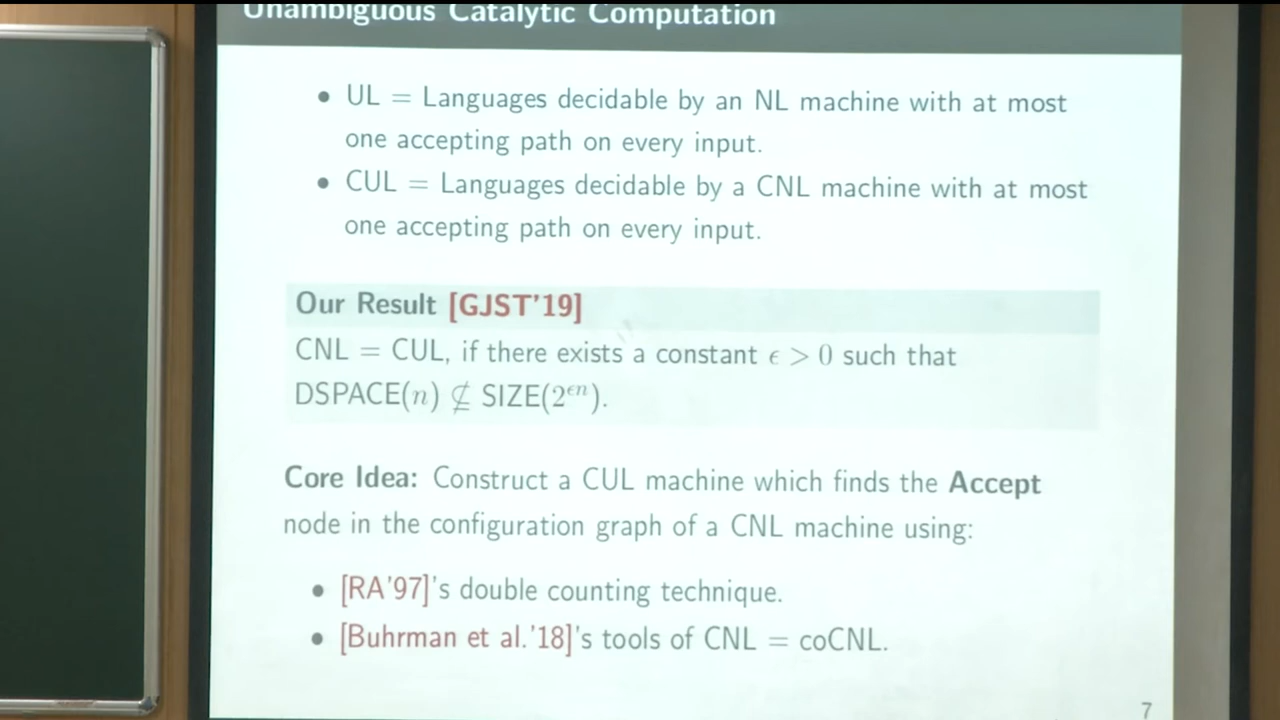 Unambiguous Catalytic Computation
• UL = Languages decidable by an NL machine with at most
one accepting path on every input.
• CUL = Languages decidable by a CNL machine with at most
one accepting path on every input.
Our Result [GJST'19]
CNL = CUL, if there exists a constant ϵ > 0 such that
DSPACE(n) ⊄ SIZE(2^{ϵn}).
Core Idea: Construct a CUL machine which finds the Accept
node in the configuration graph of a CNL machine using:
• [RA'97]'s double counting technique.
• [Buhrman et al.'18]'s tools of CNL = coCNL.
7